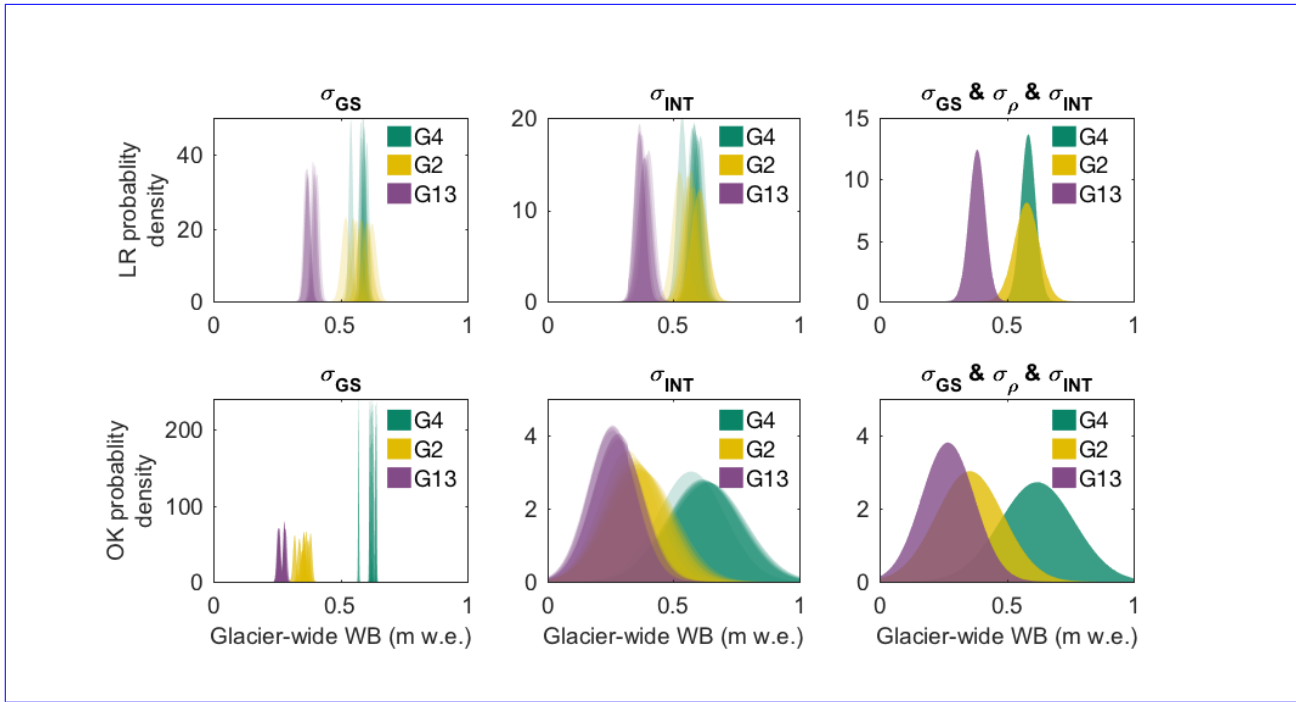 σGS
σINT
σGS & σρ & σINT
LR probablity
density
40
20
0
0
0.5
1
G4
G2
G13
20
10
0
0
0.5
1
G4
G2
G13
15
10
5
0
0
0.5
1
G4
G2
G13
σGS
σINT
σGS & σρ & σINT
OK probablity
density
200
100
0
0
0.5
1
G4
G2
G13
4
2
0
0
0.5
1
G4
G2
G13
4
2
0
0
0.5
1
G4
G2
G13
Glacier-wide WB (m w.e.)
Glacier-wide WB (m w.e.)
Glacier-wide WB (m w.e.)